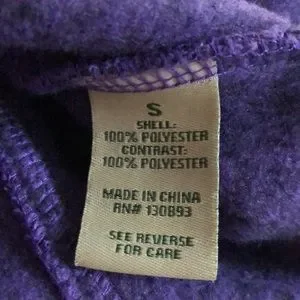 S
SHELL:
100% POLYESTER
CONTRAST:
100% POLYESTER
MADE IN CHINA
RN# 130893
SEE REVERSE
FOR CARE